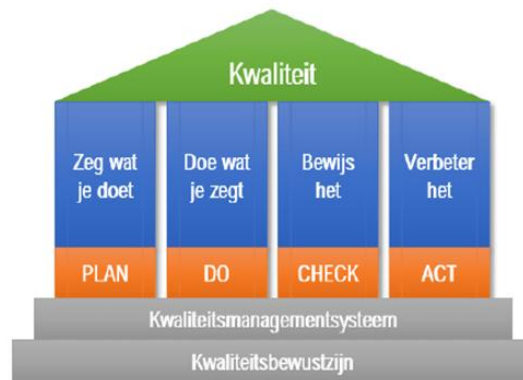 Kwaliteit
Zeg wat
je doet
Doe wat
je zegt
Bewijs
het
Verbeter
het
PLAN
DO
CHECK
ACT
Kwaliteitsmanagementsysteem
Kwaliteitsbewustzijn